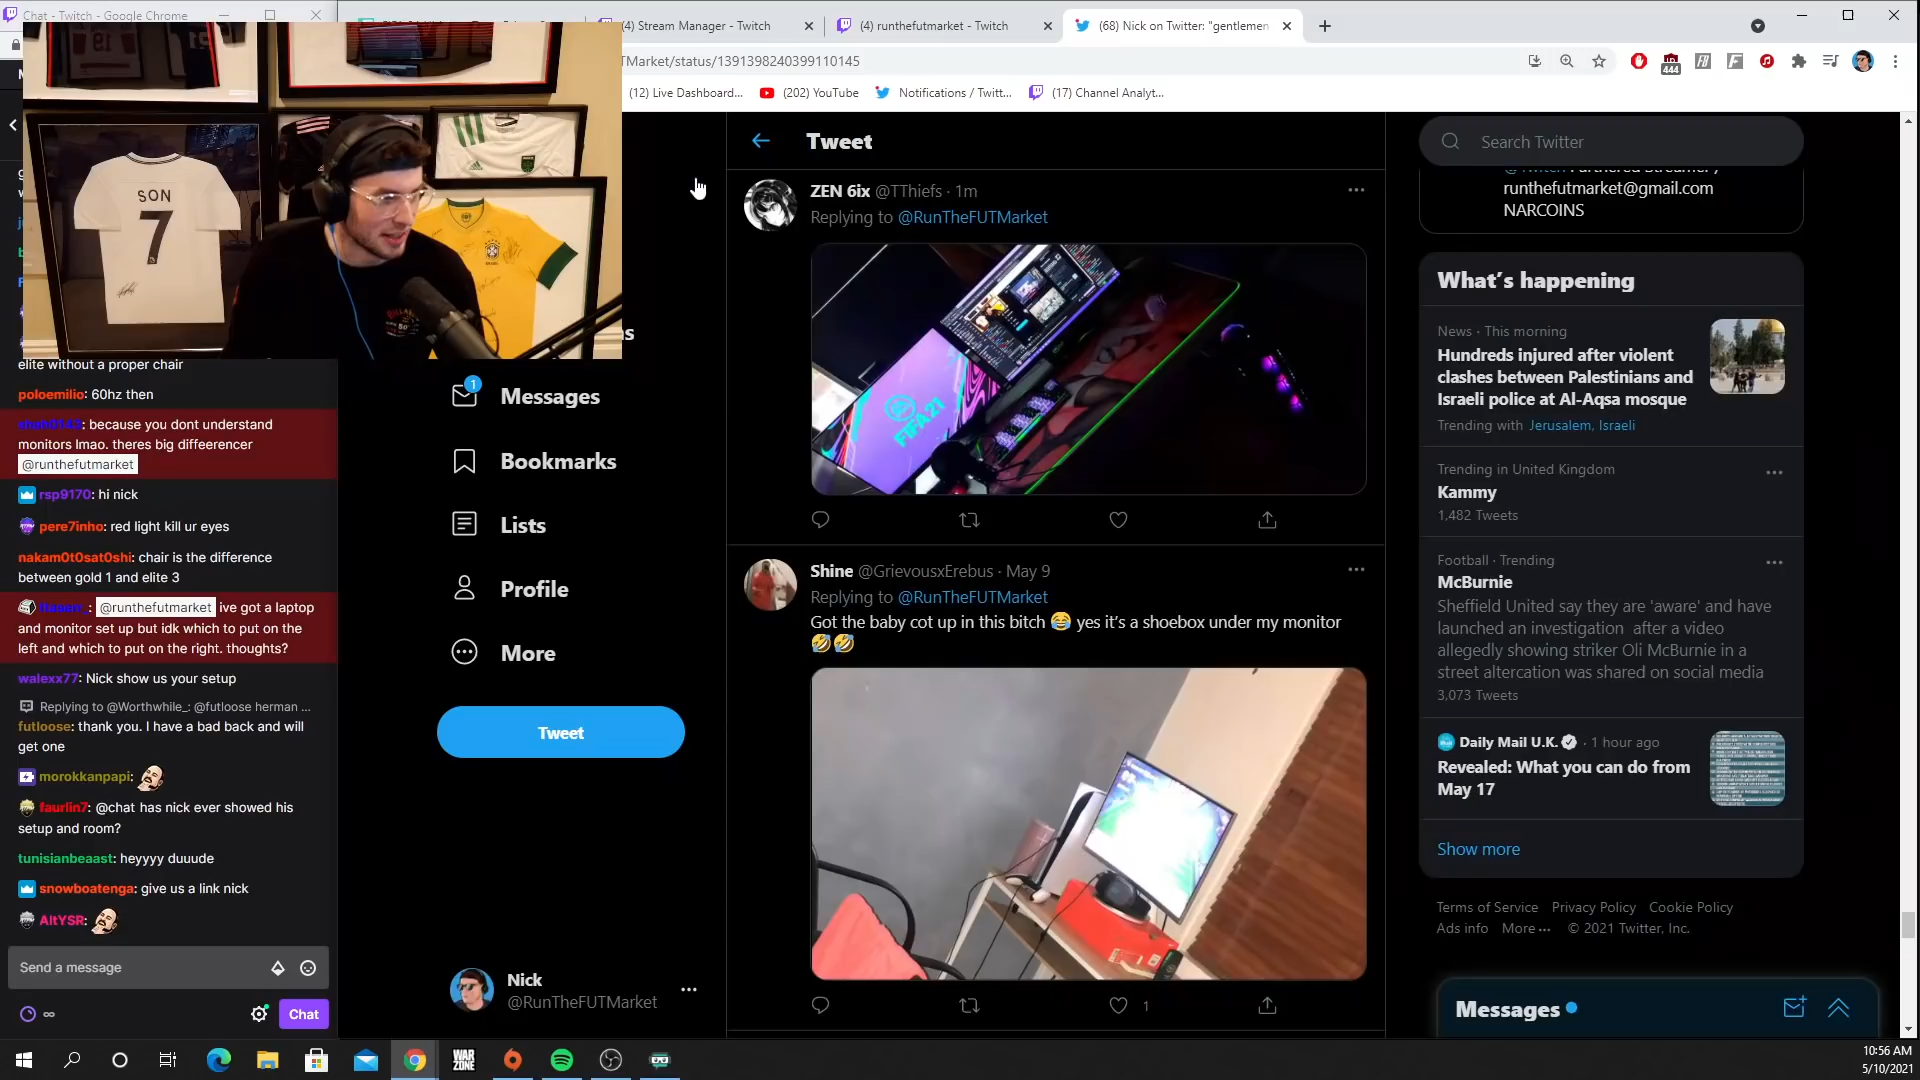 Chat - Twitch - Google Chrome
(4) Stream Manager - Twitch
(4) runthefutmarket - Twitch
(68) Nick on Twitter: "gentlemen
Market/status/1391398240399110145
444
(12) Live Dashboard...
(202) YouTube
Notifications / Twitt...
(17) Channel Analyt...
SON
7
elite without a proper chair
poloemilio: 60hz then
because you dont understand
monitors lmao. theres big diffeerencer
@runthefutmarket
rsp9170: hi nick
pere7inho: red light kill ur eyes
nakam0t0sat0shi: chair is the difference
between gold 1 and elite 3
@runthefutmarket ive got a laptop
and monitor set up but idk which to put on the
left and which to put on the right. thoughts?
walexx77: Nick show us your setup
Replying to @Worthwhile_: @futloose herman ...
futloose: thank you. I have a bad back and will
get one
morokkanpapi:
faurlin7: @chat has nick ever showed his
setup and room?
tunisianbeaast: heyyyy duuude
snowboatenga: give us a link nick
AltYSR:
Send a message
Chat
1
Messages
Bookmarks
Lists
Profile
More
Tweet
Nick
@RunTheFUTMarket
Tweet
ZEN 6ix @TThiefs · 1m
Replying to @RunTheFUTMarket
FIFA 21
Shine @GrievousxErebus · May 9
Replying to @RunTheFUTMarket
Got the baby cot up in this bitch 😂 yes it's a shoebox under my monitor
🤣🤣
1
Search Twitter
runthefutmarket@gmail.com
NARCOINS
What's happening
News · This morning
Hundreds injured after violent
clashes between Palestinians and
Israeli police at Al-Aqsa mosque
Trending with Jerusalem, Israeli
Trending in United Kingdom
Kammy
1,482 Tweets
Football · Trending
McBurnie
Sheffield United say they are 'aware' and have
launched an investigation after a video
allegedly showing striker Oli McBurnie in a
street altercation was shared on social media
3,073 Tweets
Daily Mail U.K. · 1 hour ago
Revealed: What you can do from
May 17
Show more
Terms of Service Privacy Policy Cookie Policy
Ads info More ··· © 2021 Twitter, Inc.
Messages
WAR
ZONE
10:56 AM
5/10/2021